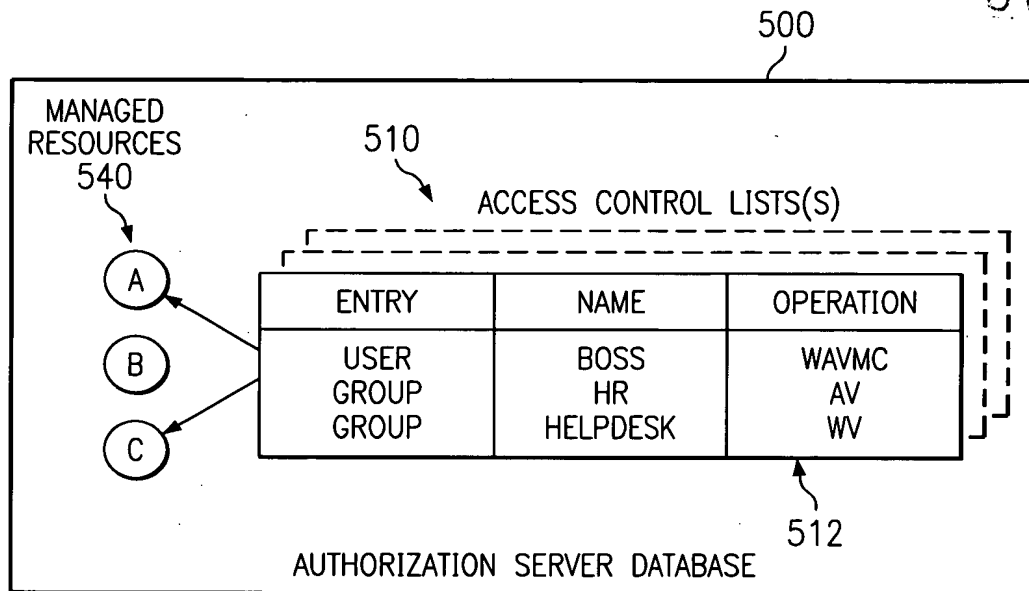 500
MANAGED
RESOURCES
540
510
ACCESS CONTROL LISTS(S)
A
B
C
ENTRY NAME OPERATION
USER BOSS WAVMC
GROUP HR AV
GROUP HELPDESK WV
512
AUTHORIZATION SERVER DATABASE